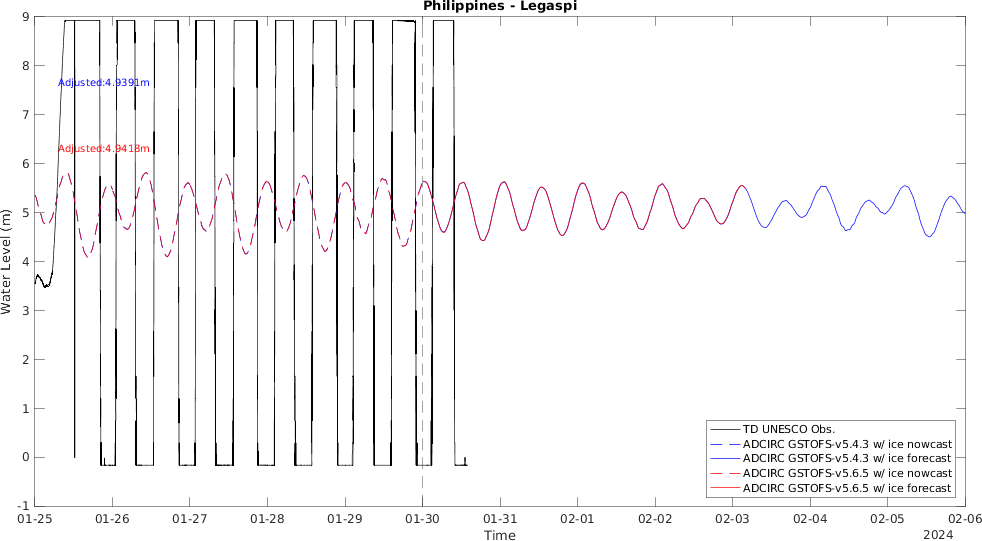 Philippines - Legaspi
9
8
7
6
5
4
3
2
1
0
-1
Water Level (m)
Adjusted:4.9391m
Adjusted:4.9418m
TD UNESCO Obs.
ADCIRC GSTOFS-v5.4.3 w/ ice nowcast
ADCIRC GSTOFS-v5.4.3 w/ ice forecast
ADCIRC GSTOFS-v5.6.5 w/ ice nowcast
ADCIRC GSTOFS-v5.6.5 w/ ice forecast
01-25 01-26 01-27 01-28 01-29 01-30 01-31 02-01 02-02 02-03 02-04 02-05 02-06
Time
2024